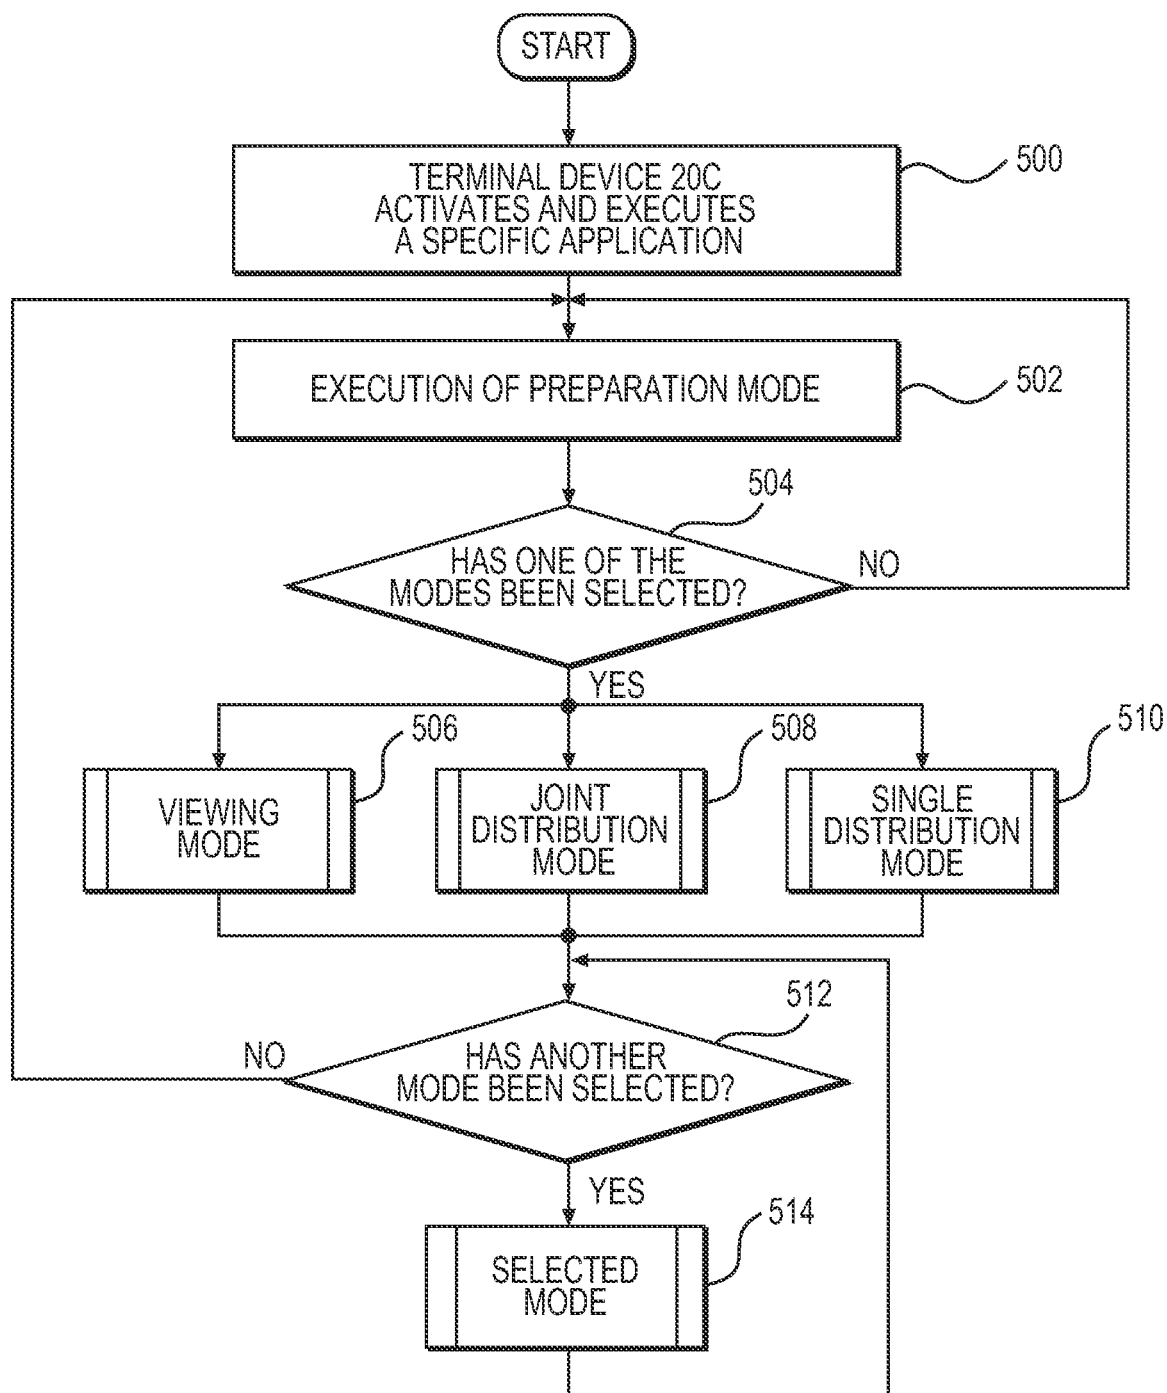 START
TERMINAL DEVICE 20C
ACTIVATES AND EXECUTES
A SPECIFIC APPLICATION
500
EXECUTION OF PREPARATION MODE
502
504
HAS ONE OF THE
MODES BEEN SELECTED?
NO
YES
506
508
510
VIEWING
MODE
JOINT
DISTRIBUTION
MODE
SINGLE
DISTRIBUTION
MODE
512
HAS ANOTHER
MODE BEEN SELECTED?
NO
YES
514
SELECTED
MODE